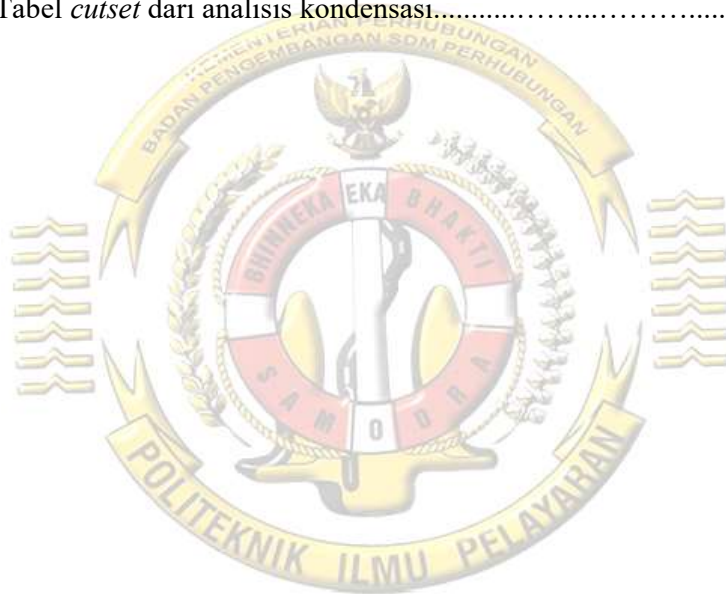 Tabel cutset dari analisis kondensasi...........……...………......
KEMENTERIAN PERHUBUNGAN
BADAN PENGEMBANGAN SDM PERHUBUNGAN
BHINNEKA EKA BHAKTI
SAMODRA
POLITEKNIK ILMU PELAYARAN